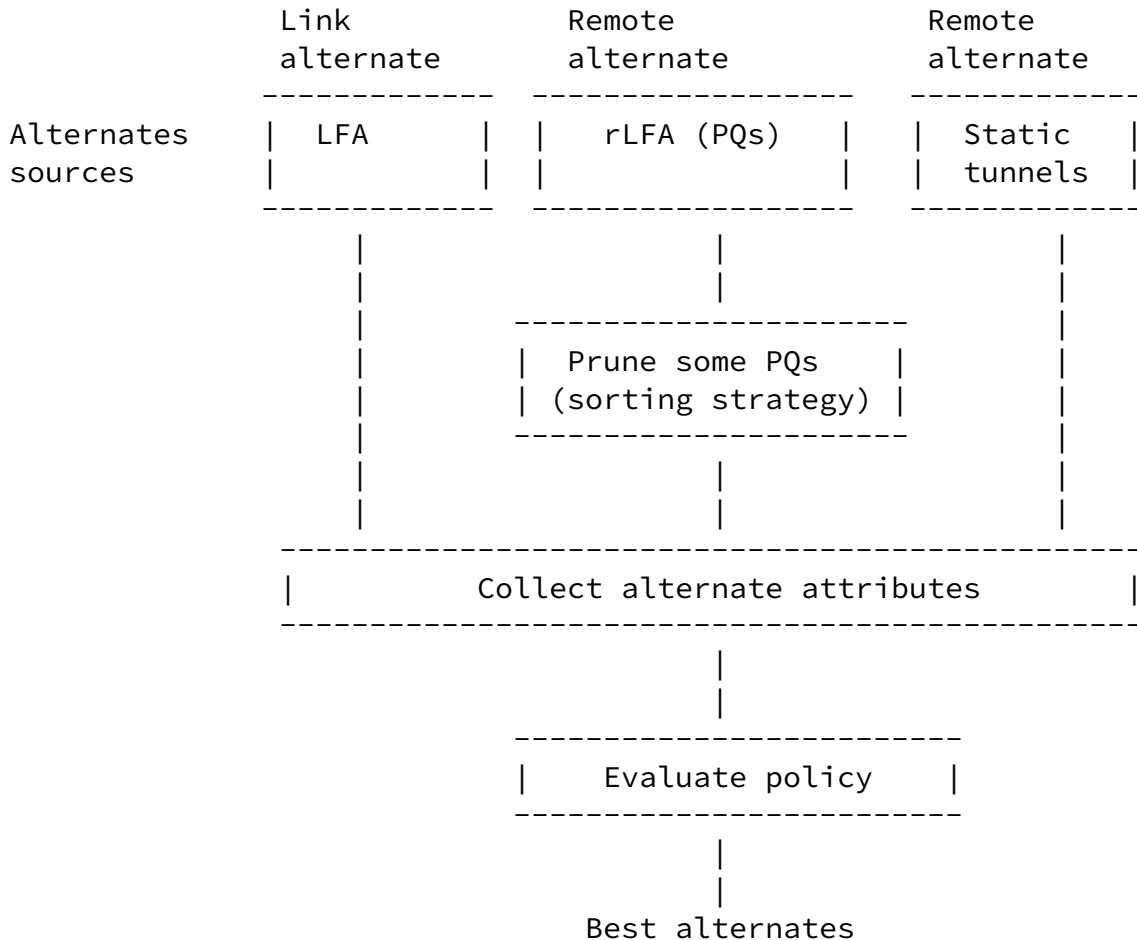 Link Remote Remote
alternate alternate alternate
------------- ------------------ -------------
Alternates | LFA | | rLFA (PQs) | | Static |
sources | | | | | tunnels |
------------- ------------------ -------------
| | |
| | |
| ---------------------- |
| | Prune some PQs | |
| | (sorting strategy) | |
| ---------------------- |
| | |
| | |
------------------------------------------------
| Collect alternate attributes |
------------------------------------------------
|
|
-------------------------
| Evaluate policy |
-------------------------
|
|
Best alternates